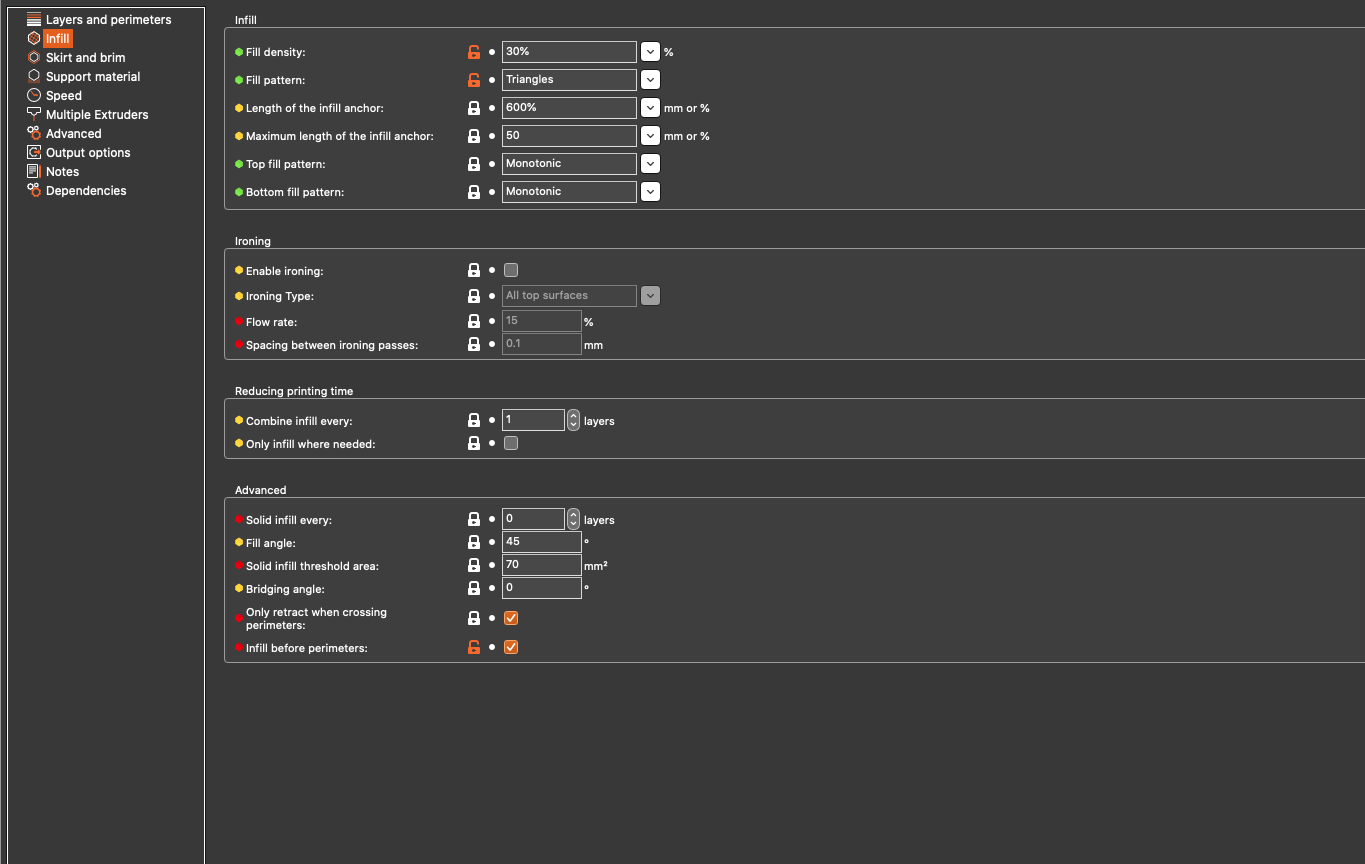 Layers and perimeters
Infill
Skirt and brim
Support material
Speed
Multiple Extruders
Advanced
Output options
Notes
Dependencies
Infill
Fill density: 30% %
Fill pattern: Triangles
Length of the infill anchor: 600% mm or %
Maximum length of the infill anchor: 50 mm or %
Top fill pattern: Monotonic
Bottom fill pattern: Monotonic
Ironing
Enable ironing:
Ironing Type: All top surfaces
Flow rate: 15 %
Spacing between ironing passes: 0.1 mm
Reducing printing time
Combine infill every: 1 layers
Only infill where needed:
Advanced
Solid infill every: 0 layers
Fill angle: 45 °
Solid infill threshold area: 70 mm²
Bridging angle: 0 °
Only retract when crossing
perimeters:
Infill before perimeters: